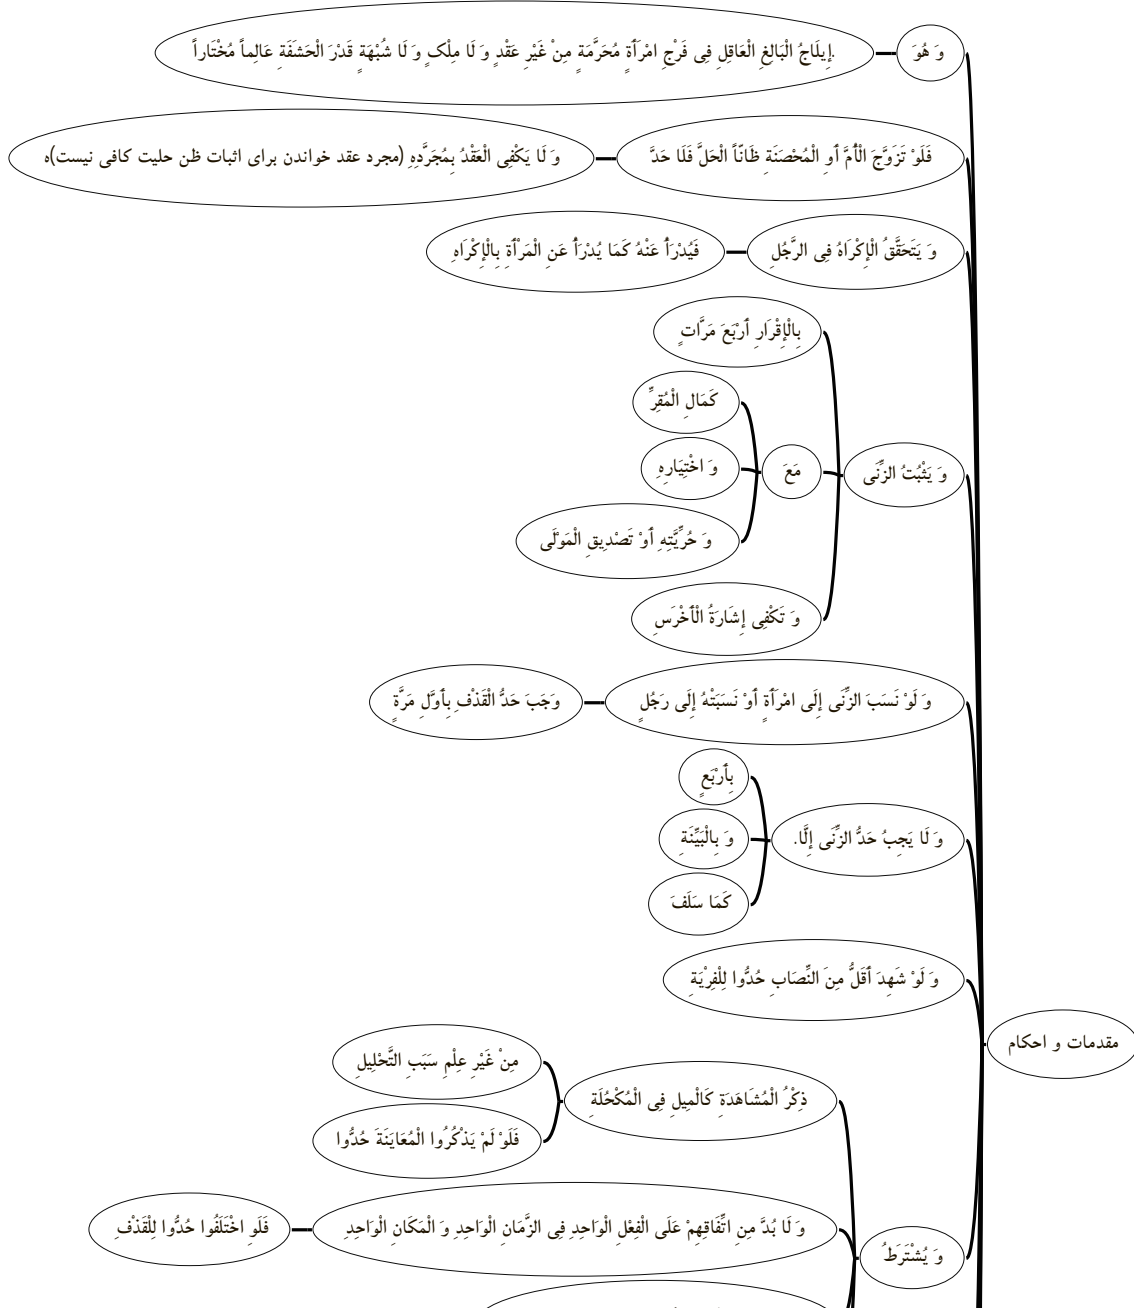 وَ هُوَ
إِيلَاجُ الْبَالِغِ الْعَاقِلِ فِی فَرْجِ امْرَأَةٍ مُحَرَّمَةٍ مِنْ غَيْرِ عَقْدٍ وَ لَا مِلْکٍ وَ لَا شُبْهَةٍ قَدْرَ الْحَشَفَةِ عَالِماً مُخْتَاراً.
فَلَوْ تَزَوَّجَ الْأُمَّ أَوِ الْمُحْصَنَةِ ظَانّاً الْحَلَّ فَلَا حَدَّ
وَ لَا يَكْفِی الْعَقْدُ بِمُجَرَّدِهِ (مجرد عقد خواندن برای اثبات ظن حلیت کافی نیست)ه
وَ يَتَحَقَّقُ الْإِكْرَاهُ فِی الرَّجُلِ
فَيُدْرَأُ عَنْهُ كَمَا يُدْرَأُ عَنِ الْمَرْأَةِ بِالْإِكْرَاهِ
وَ يَثْبُتُ الزِّنَى
بِالْإِقْرَارِ أَرْبَعَ مَرَّاتٍ
مَعَ
كَمَالِ الْمُقِرِّ
وَ اخْتِيَارِهِ
وَ حُرِّيَّتِهِ أَوْ تَصْدِيقِ الْمَوْلَى
وَ تَكْفِی إِشَارَةُ الْأَخْرَسِ
وَ لَوْ نَسَبَ الزِّنَى إِلَى امْرَأَةٍ أَوْ نَسَبَتْهُ إِلَى رَجُلٍ
وَجَبَ حَدُّ الْقَذْفِ بِأَوَّلِ مَرَّةٍ
وَ لَا يَجِبُ حَدُّ الزِّنَى إِلَّا.
بِأَرْبَعٍ
وَ بِالْبَيِّنَةِ
كَمَا سَلَفَ
وَ لَوْ شَهِدَ أَقَلُّ مِنَ النِّصَابِ حُدُّوا لِلْفِرْيَةِ
مقدمات و احکام
وَ يُشْتَرَطُ
ذِكْرُ الْمُشَاهَدَةِ كَالْمِيلِ فِی الْمُكْحُلَةِ
مِنْ غَيْرِ عِلْمِ سَبَبِ التَّحْلِيلِ
فَلَوْ لَمْ يَذْكُرُوا الْمُعَايَنَةَ حُدُّوا
وَ لَا بُدَّ مِنِ اتِّفَاقِهِمْ عَلَى الْفِعْلِ الْوَاحِدِ فِی الزَّمَانِ الْوَاحِدِ وَ الْمَكَانِ الْوَاحِدِ
فَلَوِ اخْتَلَفُوا حُدُّوا لِلْقَذْفِ